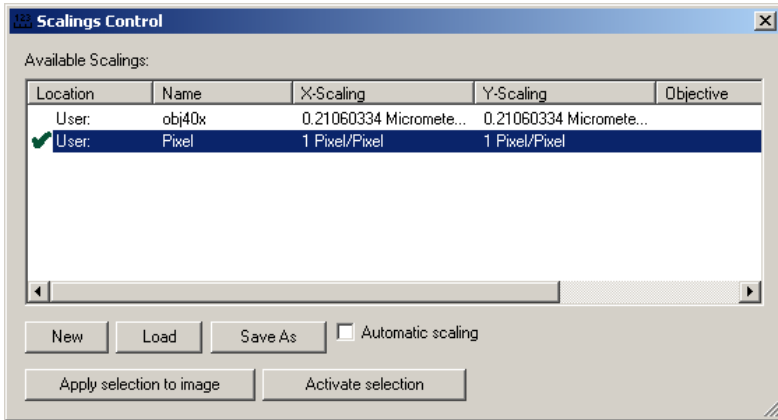 Scalings Control
Available Scalings:
Location Name X-Scaling Y-Scaling Objective
User: obj40x 0.21060334 Micromete... 0.21060334 Micromete...
User: Pixel 1 Pixel/Pixel 1 Pixel/Pixel
New Load Save As Automatic scaling
Apply selection to image Activate selection